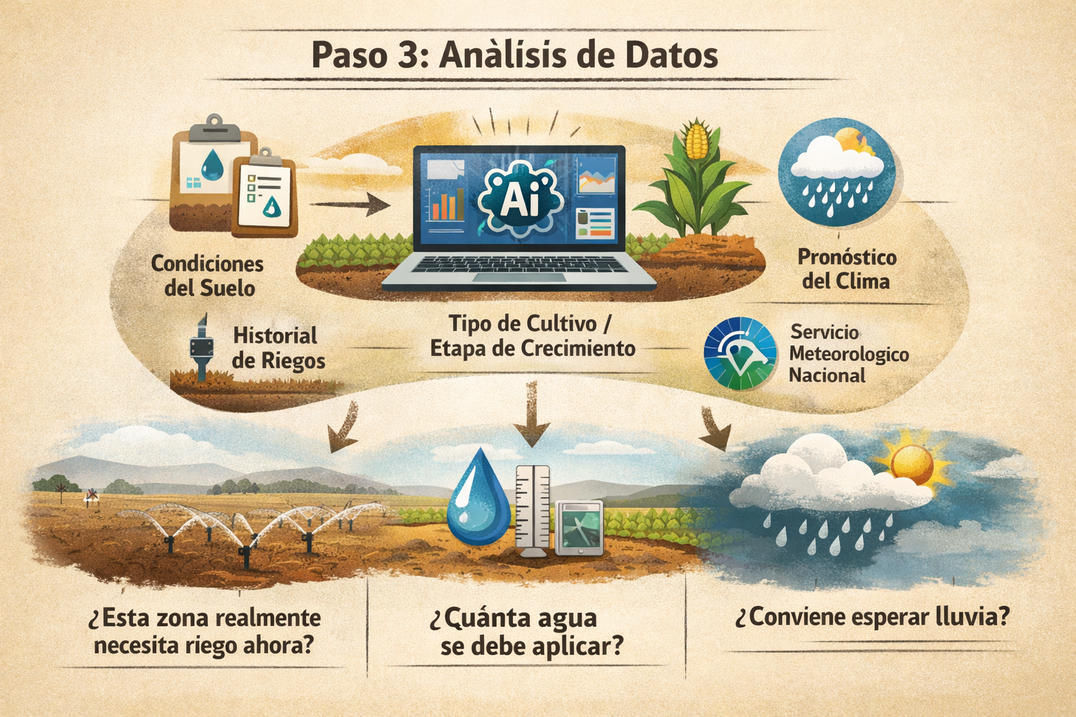 Paso 3: Anàlísis de Datos
Ai
Condiciones
del Suelo
Historial
de Riegos
Tipo de Cultivo /
Etapa de Crecimiento
Pronóstico
del Clima
Servicio
Meteorologico
Nacional
¿Esta zona realmente
necesita riego ahora?
¿Cuánta agua
se debe aplicar?
¿Conviene esperar lluvia?